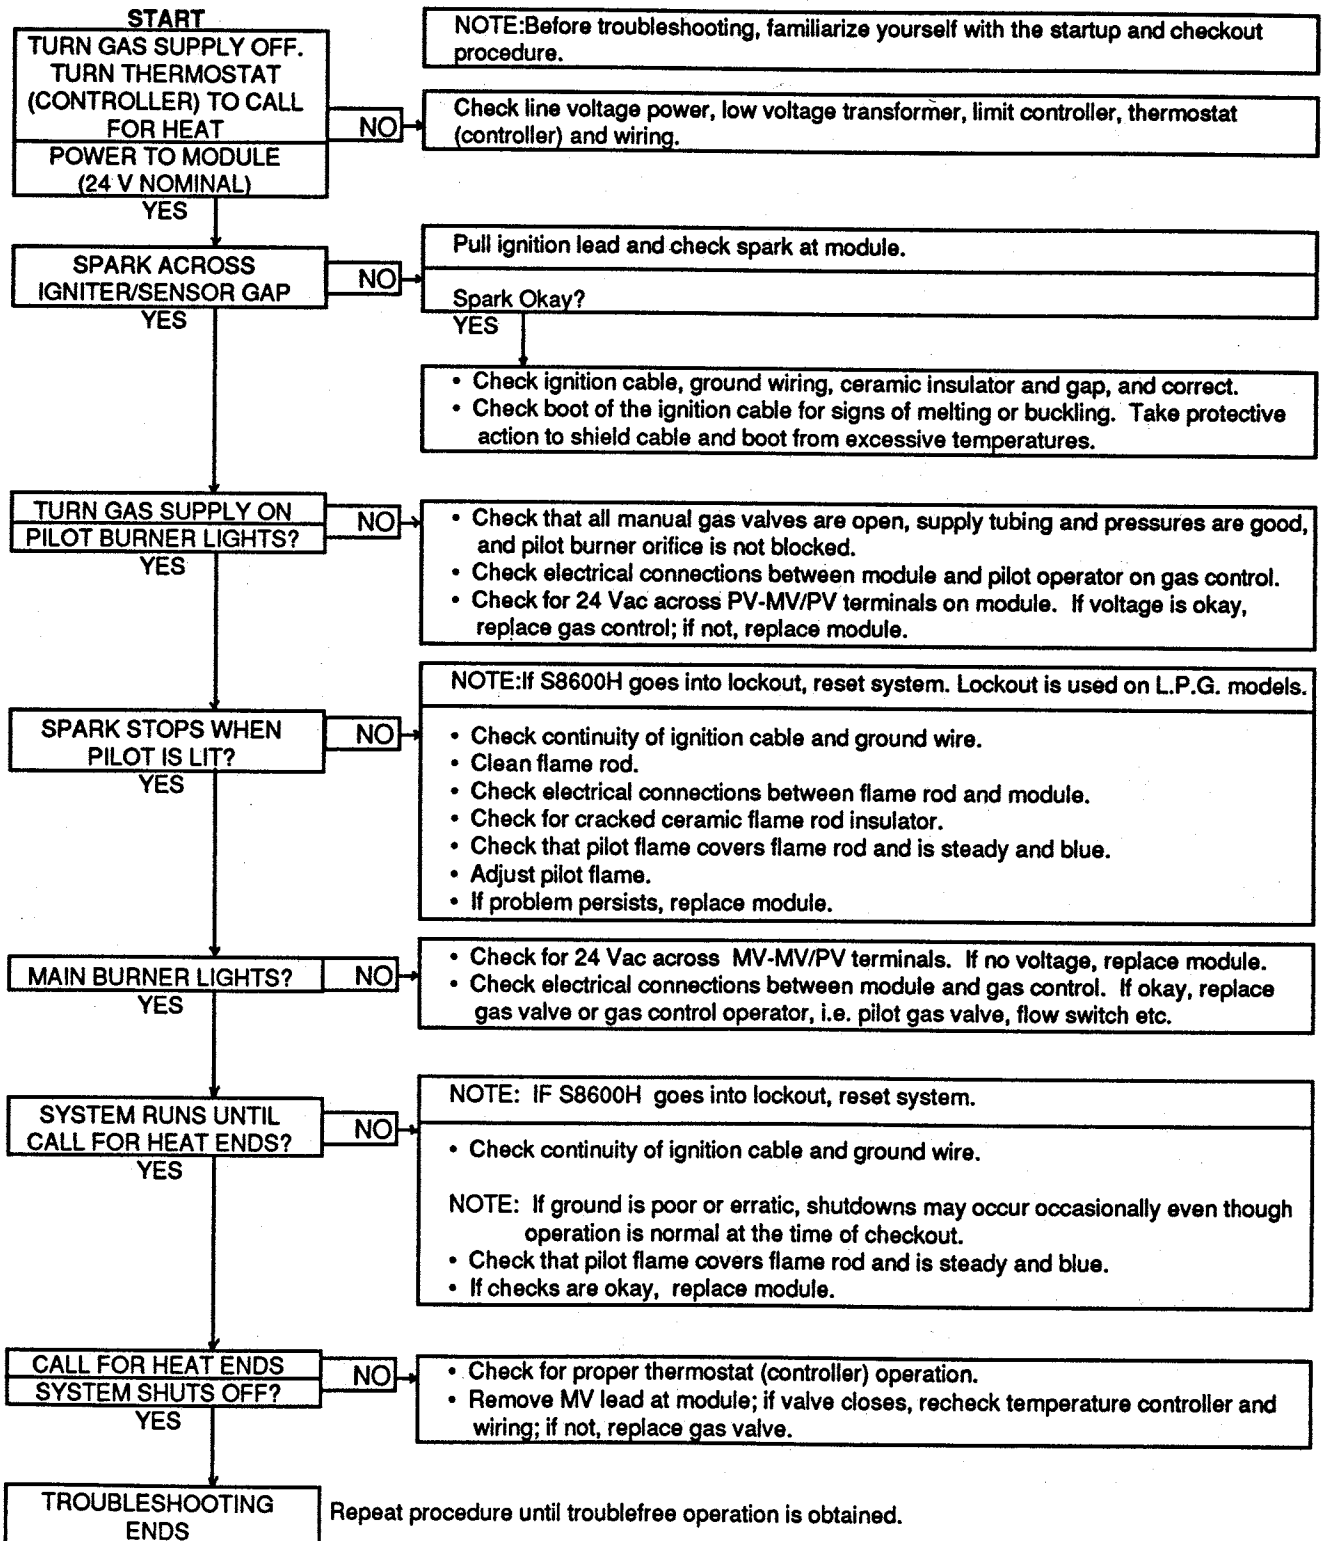 START
TURN GAS SUPPLY OFF.
TURN THERMOSTAT
(CONTROLLER) TO CALL
FOR HEAT
POWER TO MODULE
(24 V NOMINAL)
NO
YES
NOTE:Before troubleshooting, familiarize yourself with the startup and checkout
procedure.
Check line voltage power, low voltage transformer, limit controller, thermostat
(controller) and wiring.
SPARK ACROSS
IGNITER/SENSOR GAP
NO
YES
Pull ignition lead and check spark at module.
Spark Okay?
YES
• Check ignition cable, ground wiring, ceramic insulator and gap, and correct.
• Check boot of the ignition cable for signs of melting or buckling. Take protective
action to shield cable and boot from excessive temperatures.
TURN GAS SUPPLY ON
PILOT BURNER LIGHTS?
NO
YES
• Check that all manual gas valves are open, supply tubing and pressures are good,
and pilot burner orifice is not blocked.
• Check electrical connections between module and pilot operator on gas control.
• Check for 24 Vac across PV-MV/PV terminals on module. If voltage is okay,
replace gas control; if not, replace module.
SPARK STOPS WHEN
PILOT IS LIT?
NO
YES
NOTE:If S8600H goes into lockout, reset system. Lockout is used on L.P.G. models.
• Check continuity of ignition cable and ground wire.
• Clean flame rod.
• Check electrical connections between flame rod and module.
• Check for cracked ceramic flame rod insulator.
• Check that pilot flame covers flame rod and is steady and blue.
• Adjust pilot flame.
• If problem persists, replace module.
MAIN BURNER LIGHTS?
NO
YES
• Check for 24 Vac across MV-MV/PV terminals. If no voltage, replace module.
• Check electrical connections between module and gas control. If okay, replace
gas valve or gas control operator, i.e. pilot gas valve, flow switch etc.
SYSTEM RUNS UNTIL
CALL FOR HEAT ENDS?
NO
YES
NOTE: IF S8600H goes into lockout, reset system.
• Check continuity of ignition cable and ground wire.
NOTE: If ground is poor or erratic, shutdowns may occur occasionally even though
operation is normal at the time of checkout.
• Check that pilot flame covers flame rod and is steady and blue.
• If checks are okay, replace module.
CALL FOR HEAT ENDS
SYSTEM SHUTS OFF?
NO
YES
• Check for proper thermostat (controller) operation.
• Remove MV lead at module; if valve closes, recheck temperature controller and
wiring; if not, replace gas valve.
TROUBLESHOOTING
ENDS
Repeat procedure until troublefree operation is obtained.